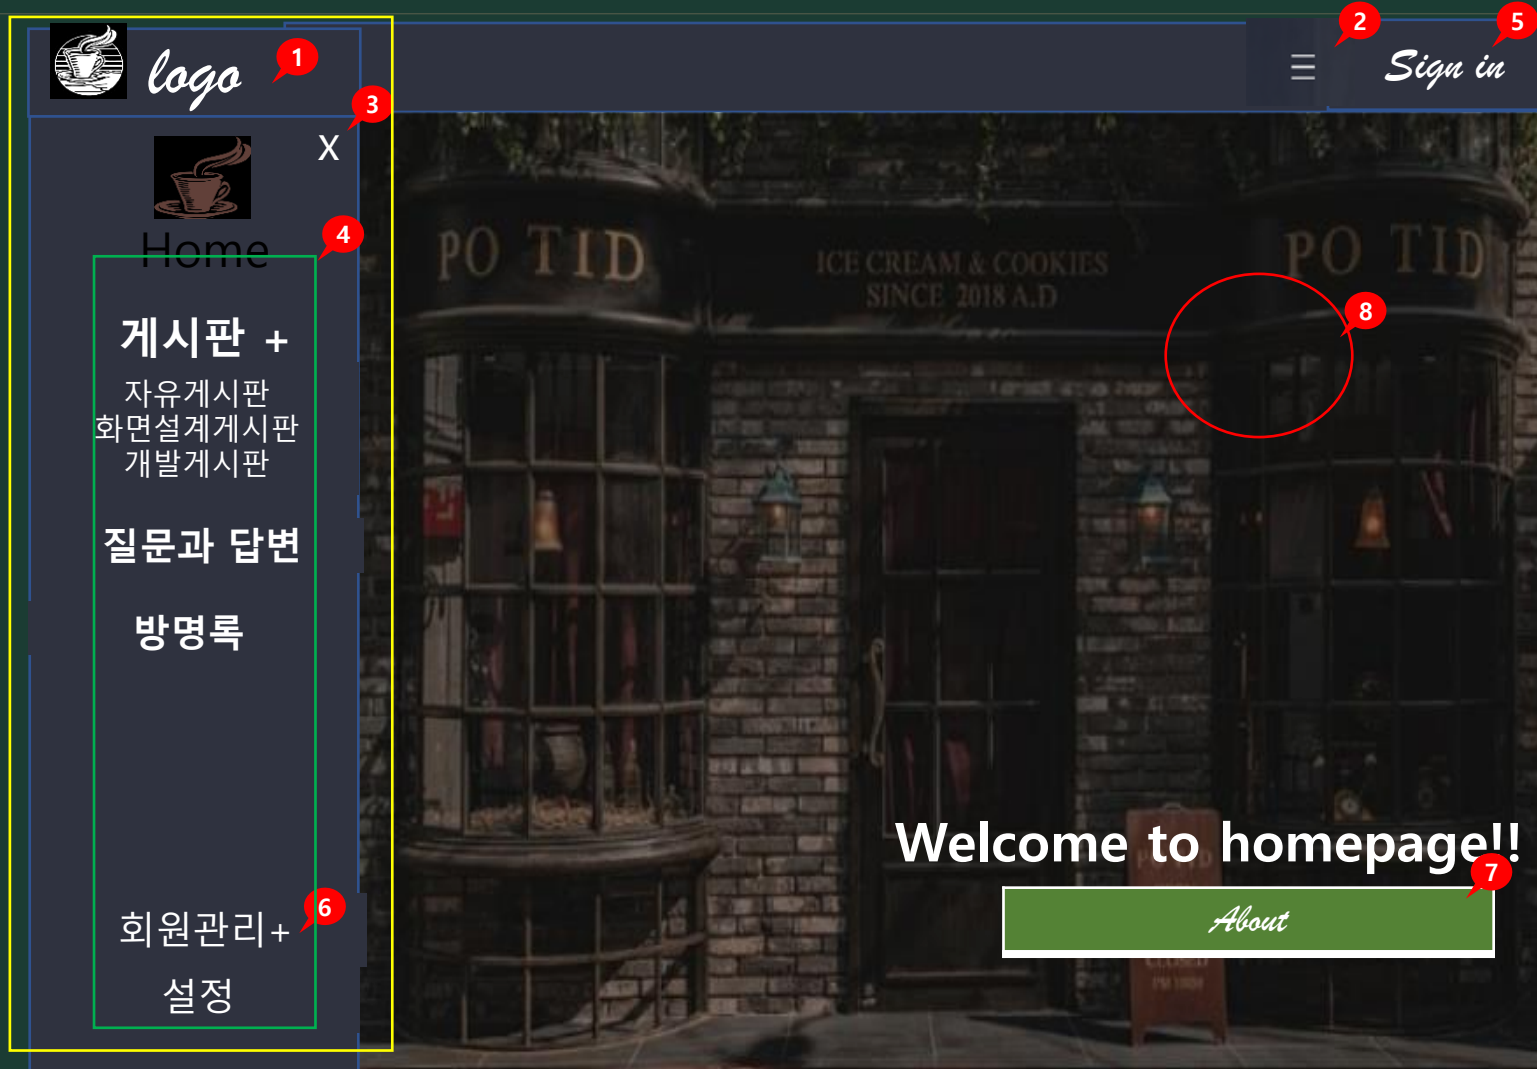 logo
1
2
Sign in
5
3
X
Home
4
PO TID
ICE CREAM & COOKIES
SINCE 2018 A.D
PO TID
8
게시판 +
자유게시판
화면설계게시판
개발게시판
질문과 답변
방명록
Welcome to homepage!!
7
About
회원관리+
6
설정
CLOSED